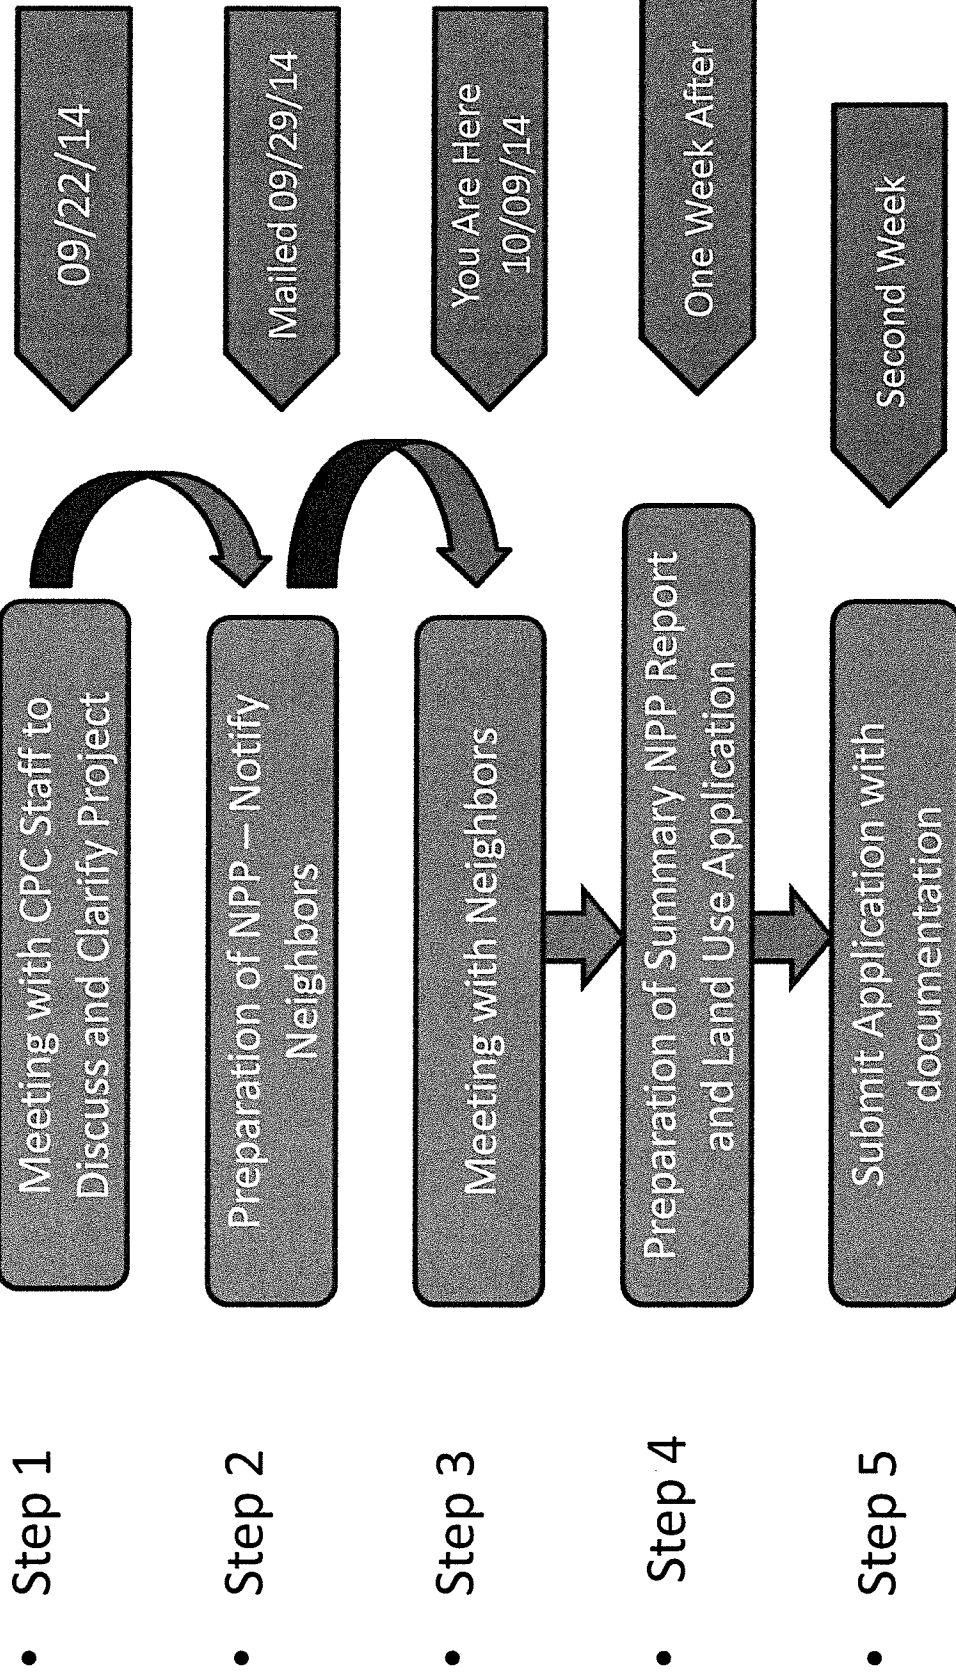 • Step 1
Meeting with CPC Staff to
Discuss and Clarify Project
09/22/14
• Step 2
Preparation of NPP – Notify
Neighbors
Mailed 09/29/14
• Step 3
Meeting with Neighbors
You Are Here
10/09/14
• Step 4
Preparation of Summary NPP Report
and Land Use Application
One Week After
• Step 5
Submit Application with
documentation
Second Week